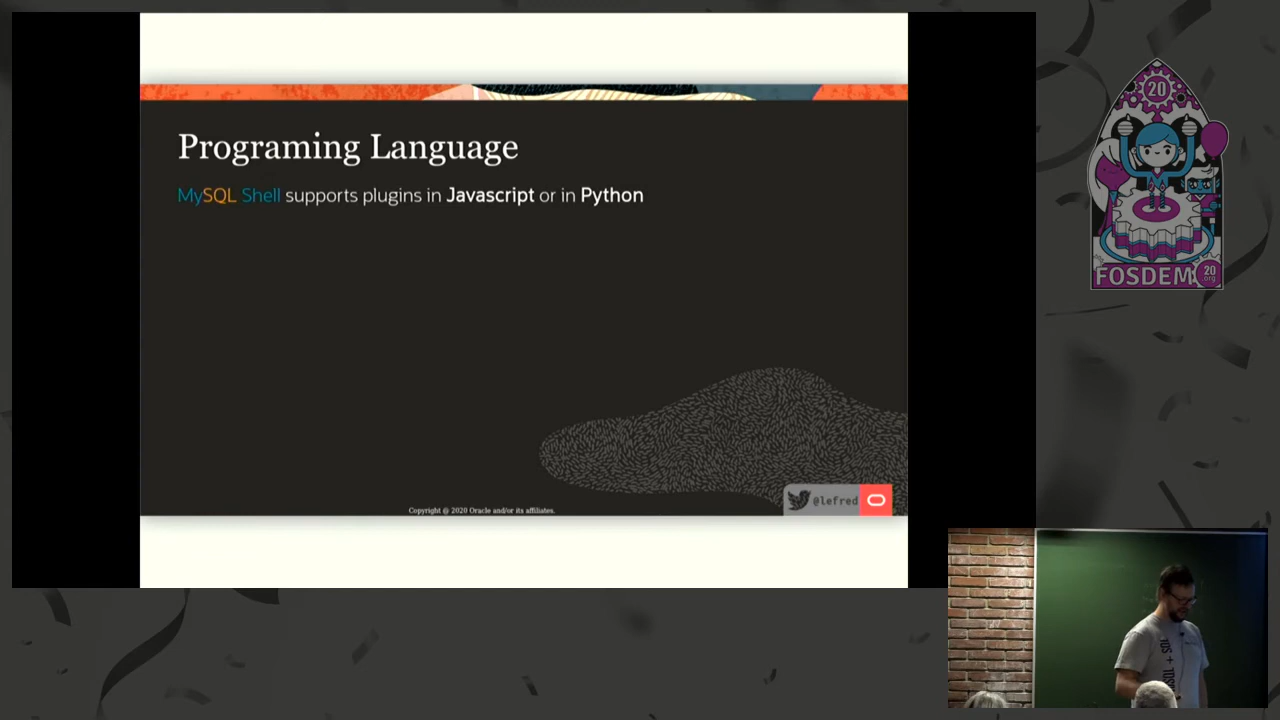 Programing Language
MySQL Shell supports plugins in Javascript or in Python
Copyright @ 2020 Oracle and/or its affiliates.
@lefred
20
FOSDEM
20
.org